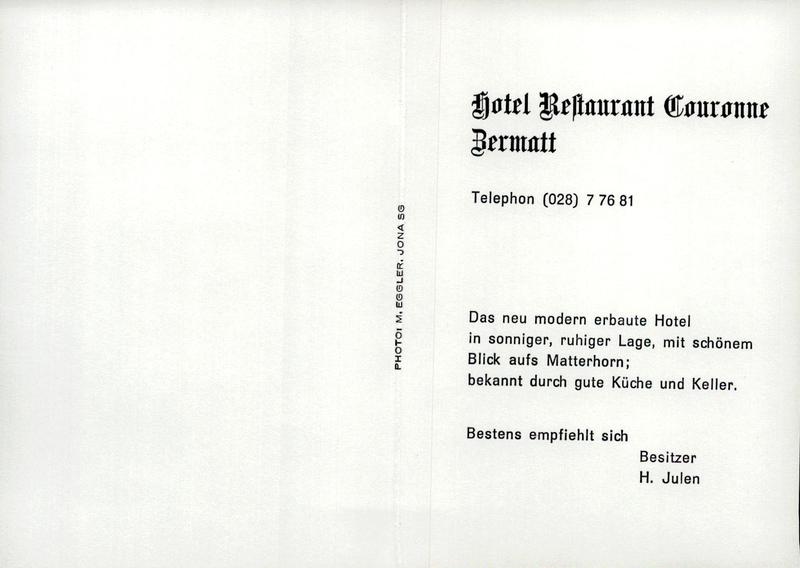 Hotel Restaurant Couronne
Zermatt
Telephon (028) 7 76 81
Das neu modern erbaute Hotel
in sonniger, ruhiger Lage, mit schönem
Blick aufs Matterhorn;
bekannt durch gute Küche und Keller.
Bestens empfiehlt sich
Besitzer
H. Julen
PHOTO: M. EGGLER, JONA SG